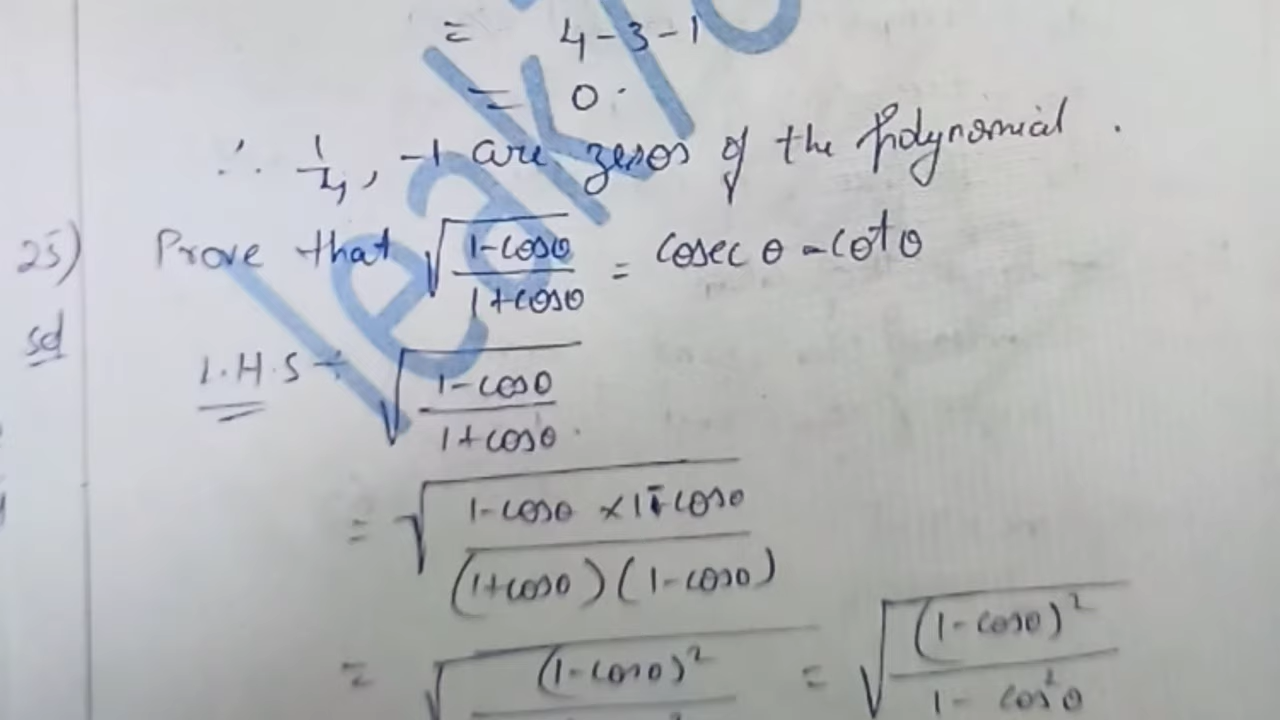 = 4-3-1
= 0.
∴ 1/4, -1 are zeros of the polynomial.
25) Prove that √((1-cosθ)/(1+cosθ)) = cosec θ - cot θ
Sol
L.H.S ÷ √((1-cosθ)/(1+cosθ)).
= √((1-cosθ × 1-cosθ)/((1+cosθ)(1-cosθ)))
= √((1-cosθ)² = √((1-cosθ)²/(1-cos²θ))
leak